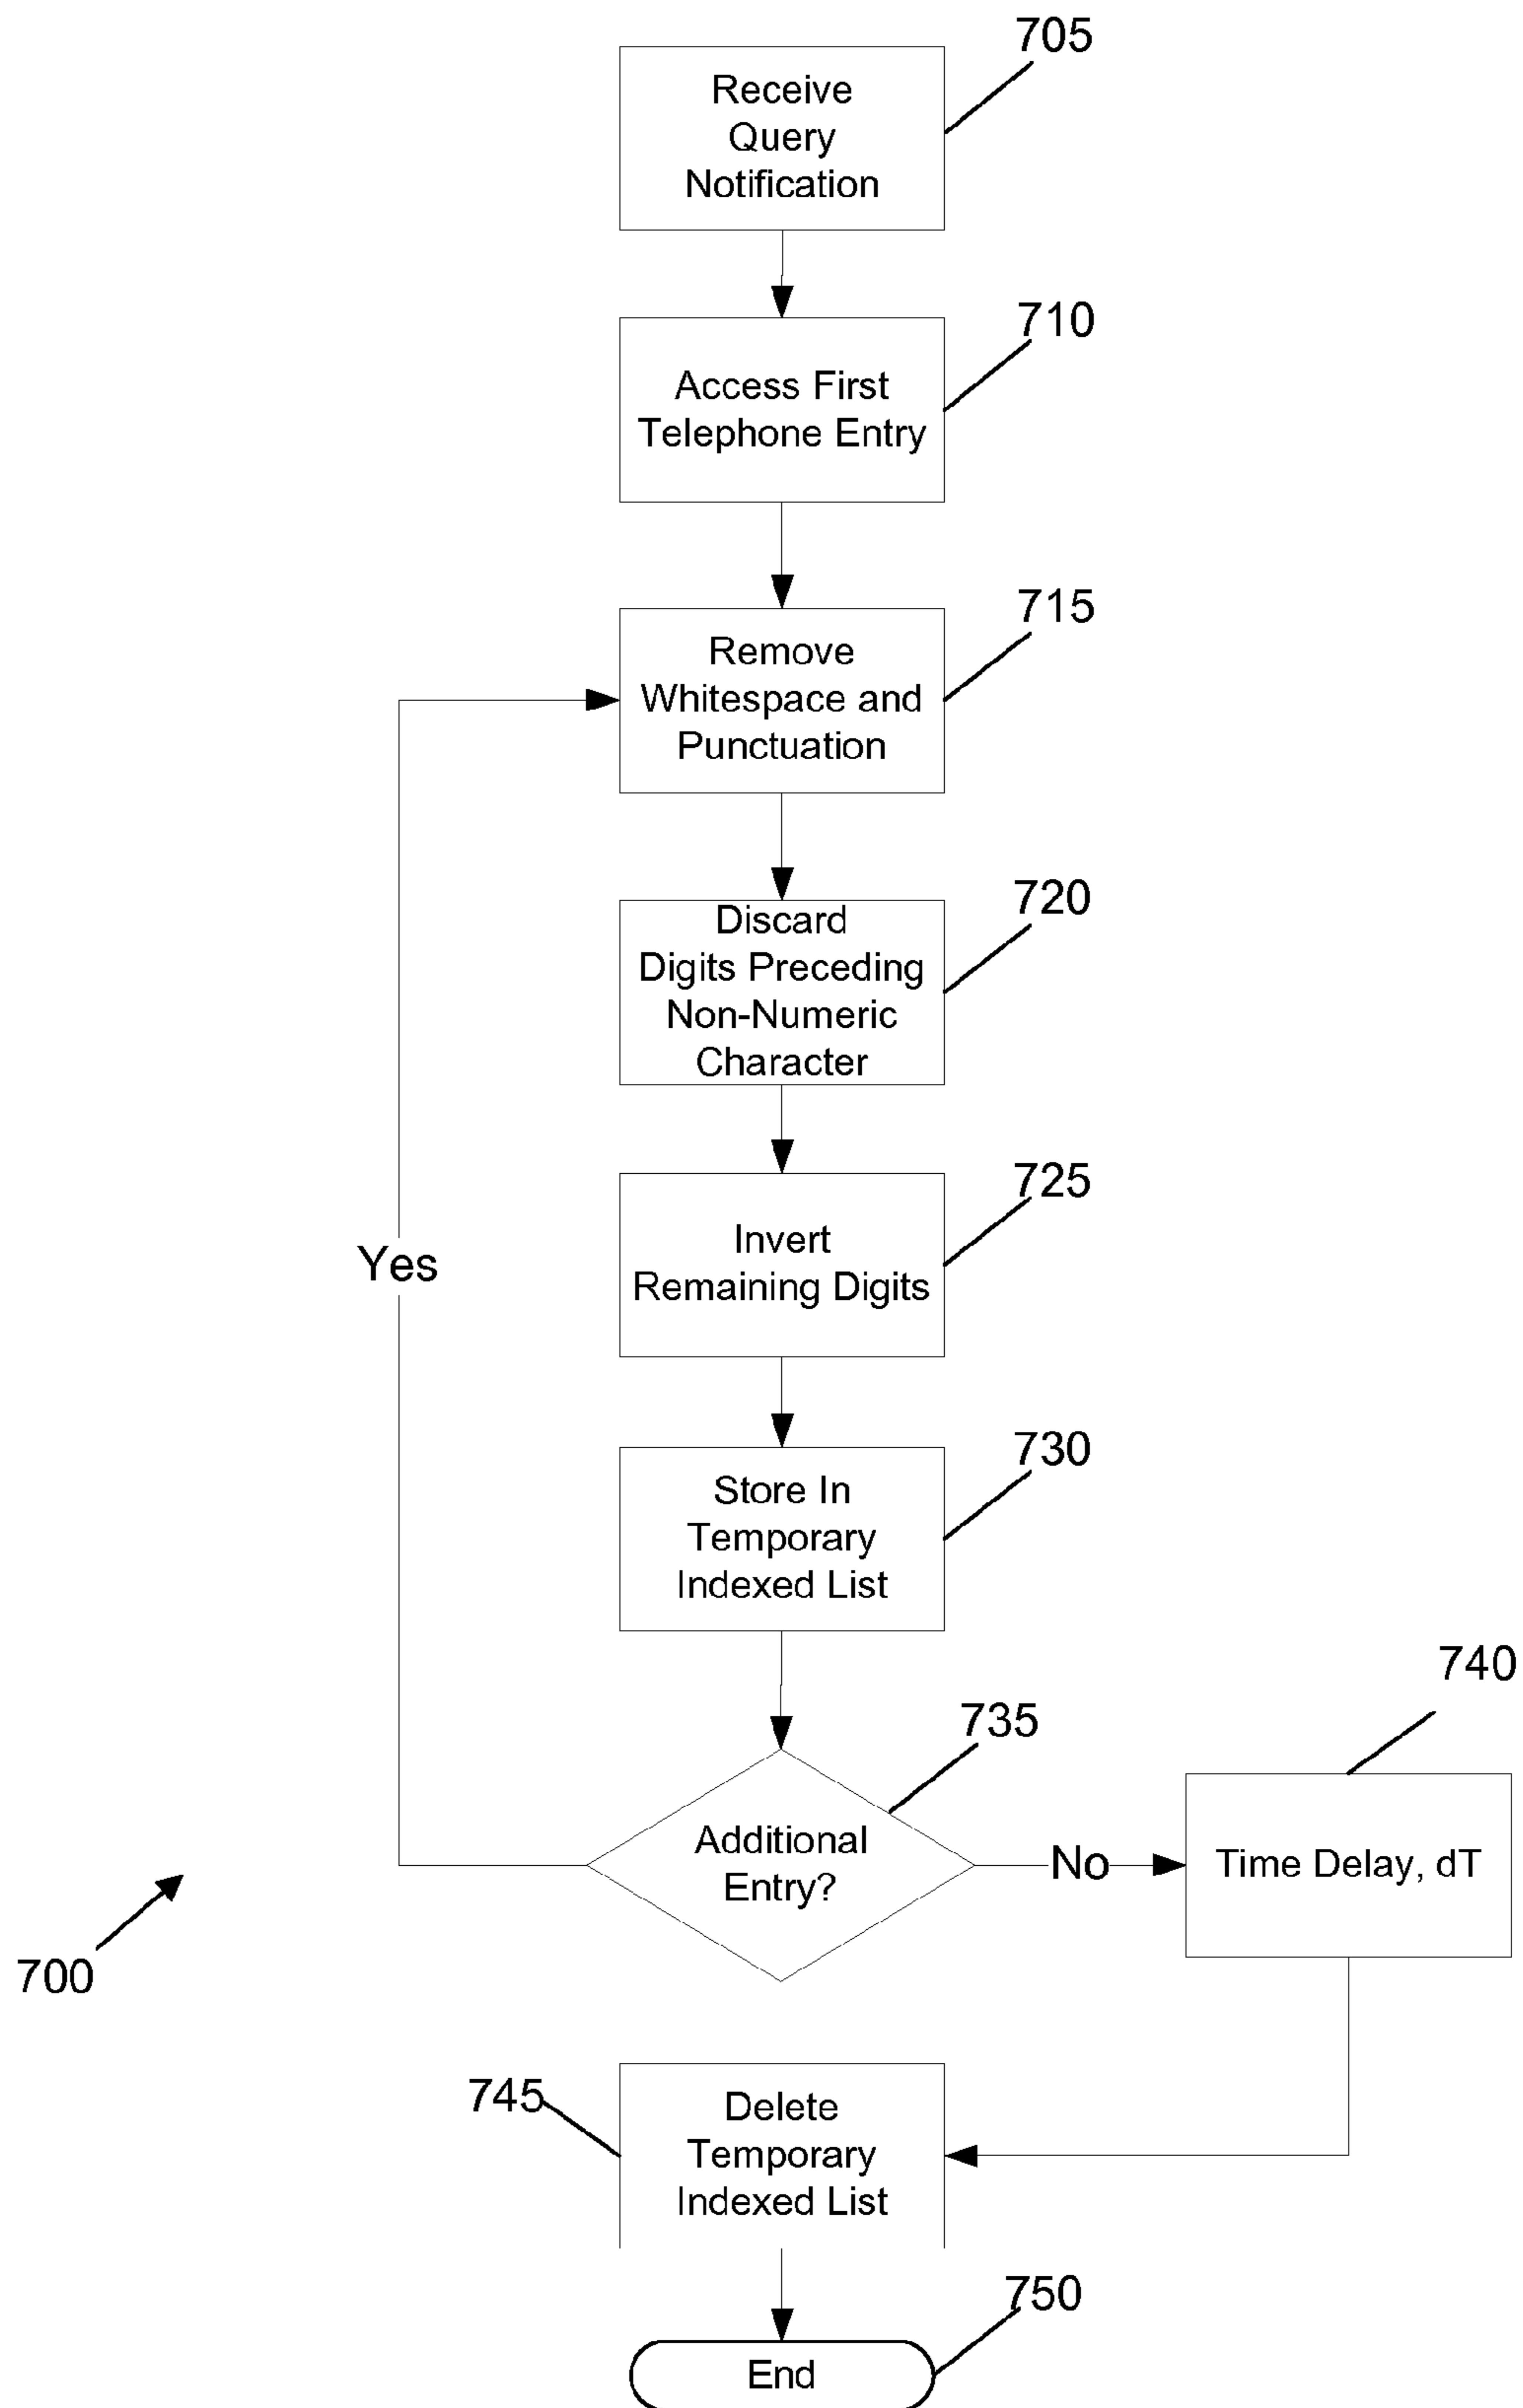 705
Receive
Query
Notification
710
Access First
Telephone Entry
715
Remove
Whitespace and
Punctuation
720
Discard
Digits Preceding
Non-Numeric
Character
725
Invert
Remaining Digits
Yes
730
Store In
Temporary
Indexed List
740
735
Additional
Entry?
No
Time Delay, dT
700
745
Delete
Temporary
Indexed List
750
End